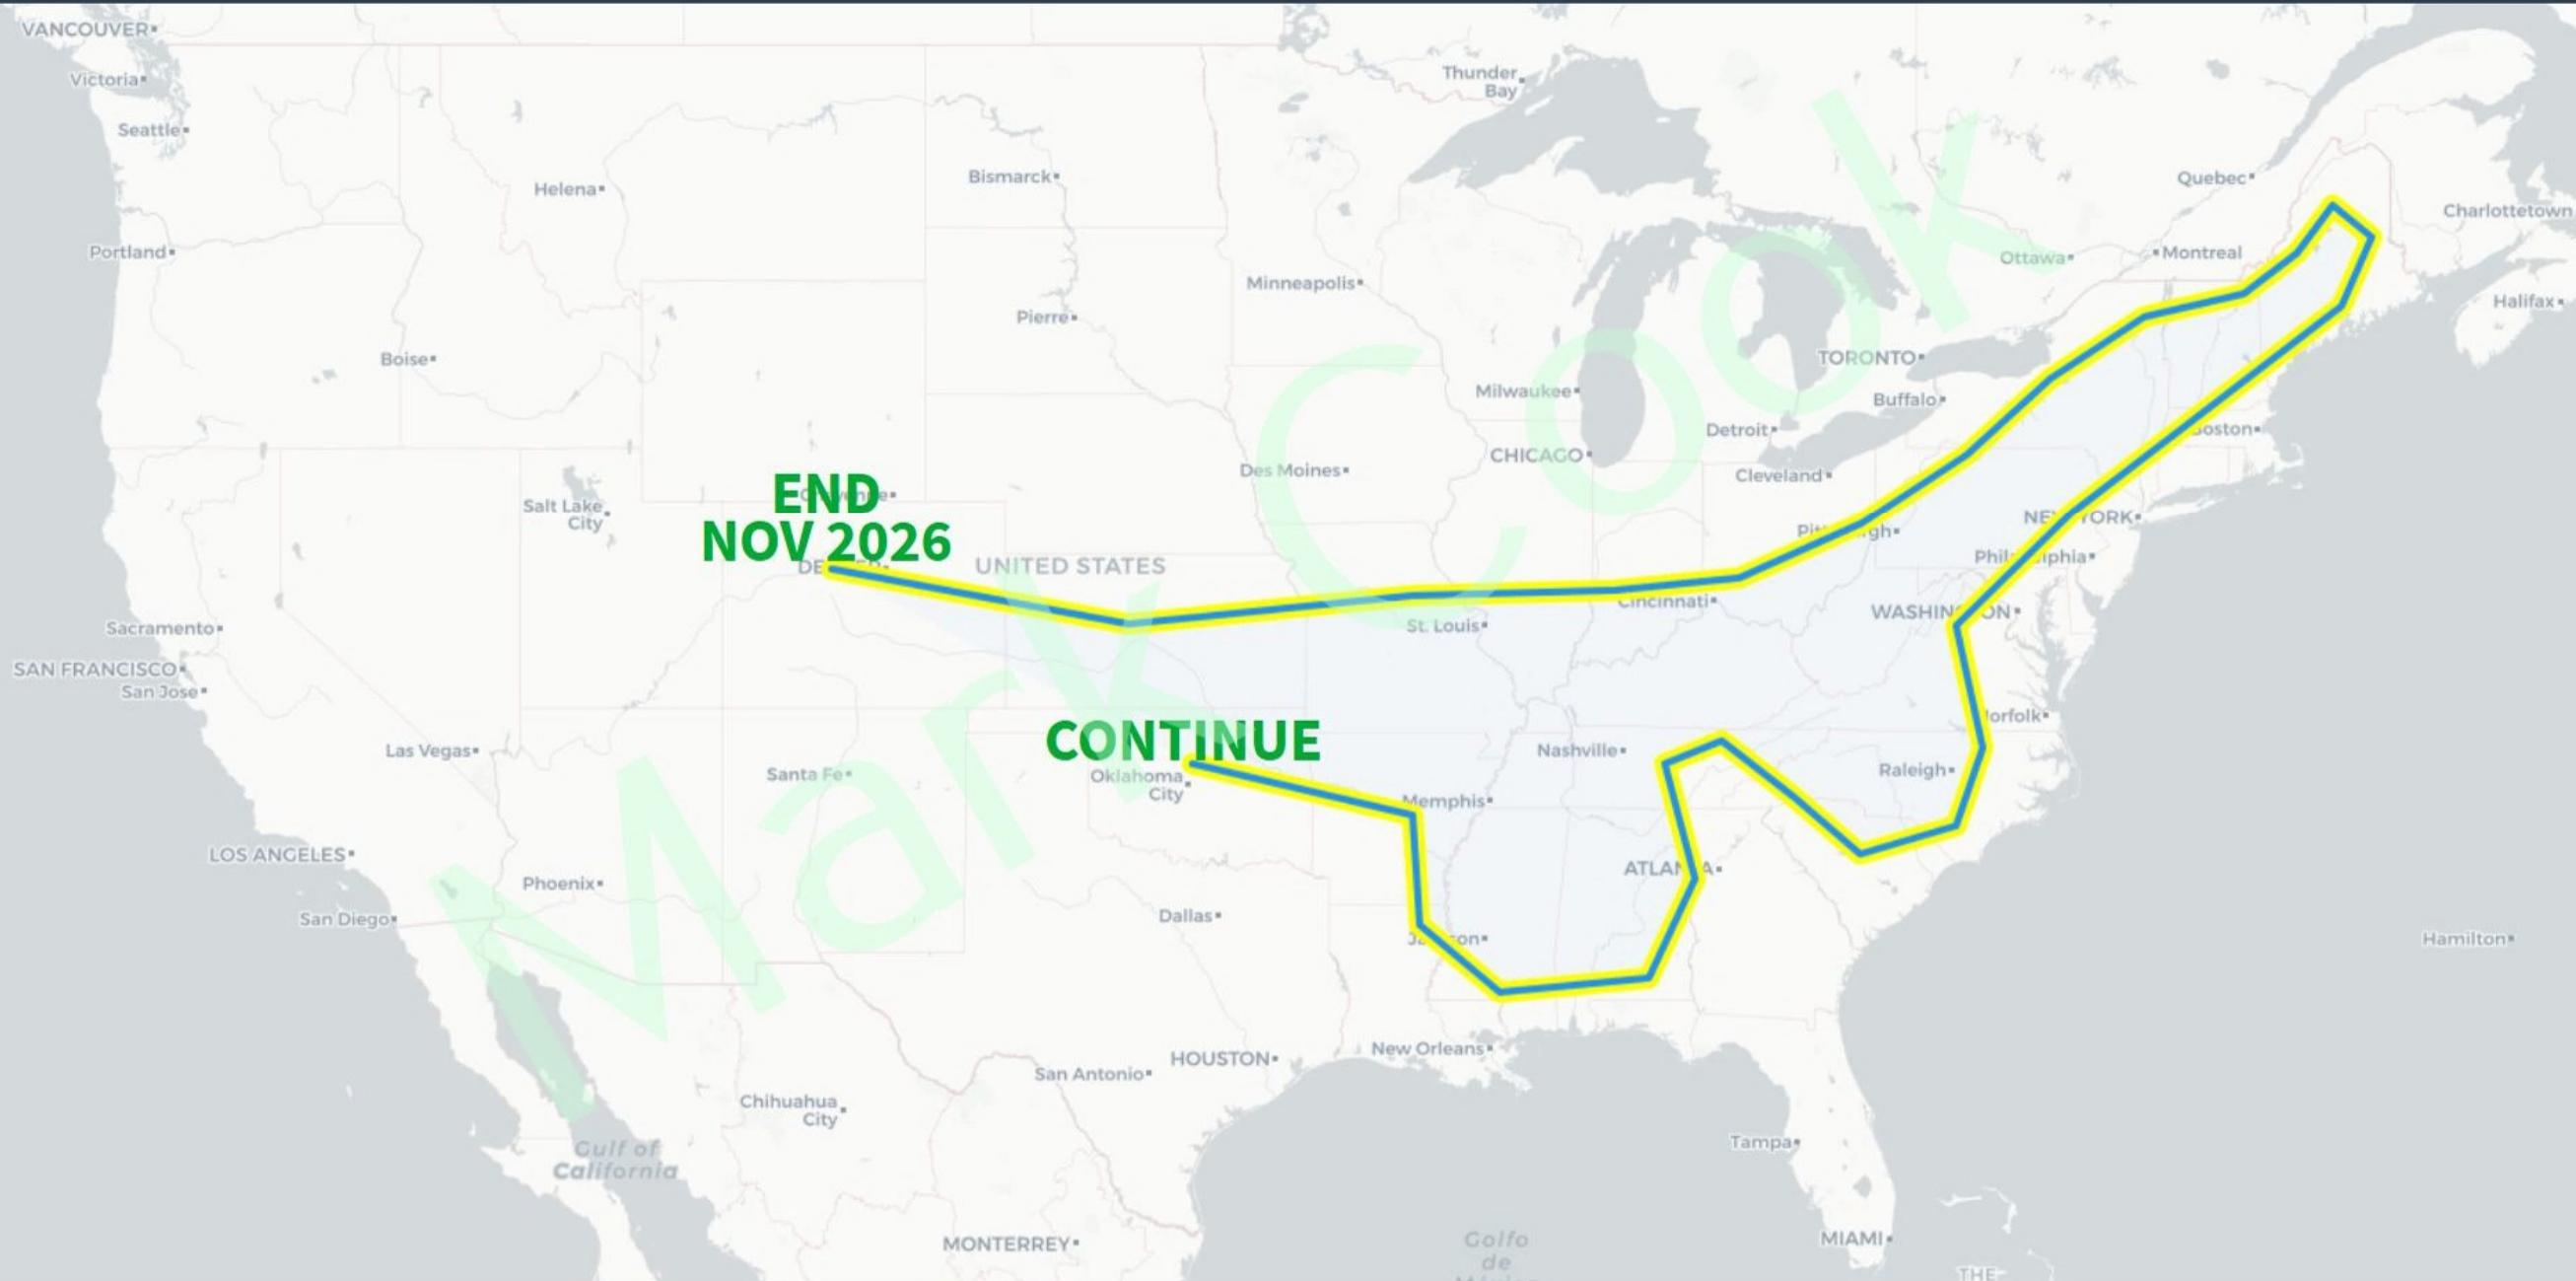 VANCOUVER
Victoria
Seattle
Portland
Helena
Boise
Bismarck
Pierre
Thunder
Bay
Minneapolis
Milwaukee
CHICAGO
Des Moines
Detroit
Cleveland
TORONTO
Buffalo
Ottawa
Montreal
Quebec
Charlottetown
Halifax
Salt Lake
City
END
NOV 2026
UNITED STATES
Sacramento
SAN FRANCISCO
San Jose
Las Vegas
LOS ANGELES
San Diego
Phoenix
Santa Fe
CONTINUE
Oklahoma
City
St. Louis
Cincinnati
Nashville
Memphis
Raleigh
Dallas
HOUSTON
San Antonio
New Orleans
Chihuahua
City
Gulf of
California
MONTERREY
Tampa
MIAMI
Golfo
de
THE
Hamilton
Mark Cook